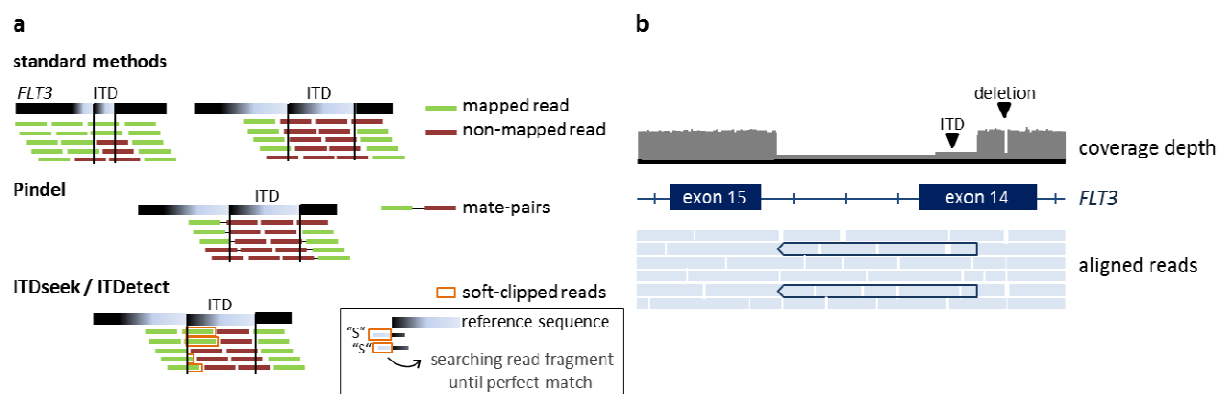 a
standard methods
FLT3
ITD
ITD
mapped read
non-mapped read
Pindel
ITD
mate-pairs
ITDseek / ITDetect
ITD
soft-clipped reads
reference sequence
"S"
"S"
searching read fragment
until perfect match
b
deletion
ITD
coverage depth
exon 15
exon 14
FLT3
aligned reads